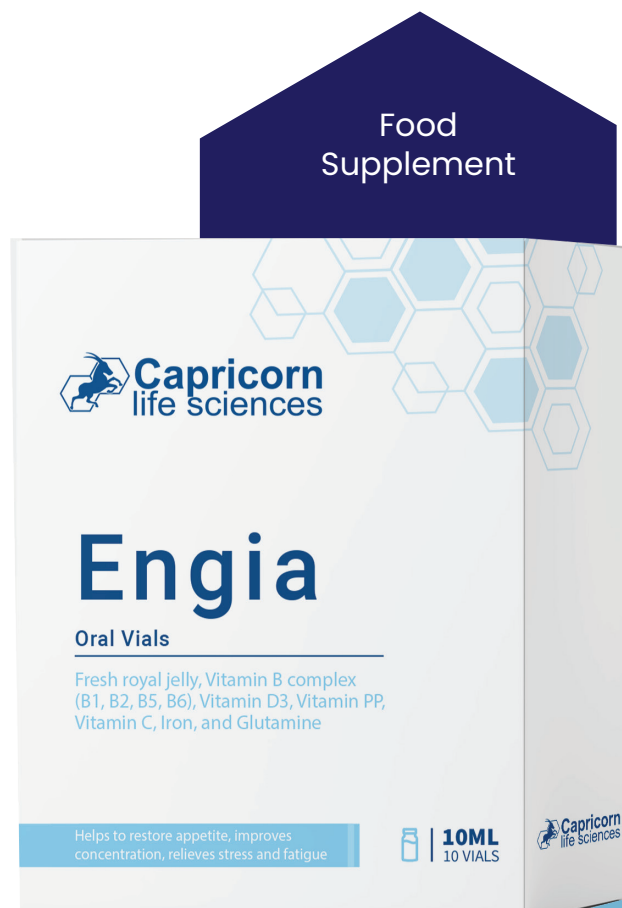 Food
Supplement
Capricorn
life sciences
Engia
Oral Vials
Fresh royal jelly, Vitamin B complex
(B1, B2, B5, B6), Vitamin D3, Vitamin PP,
Vitamin C, Iron, and Glutamine
Helps to restore appetite, improves
concentration, relieves stress and fatigue
10ML
10 VIALS
Capricorn
life sciences